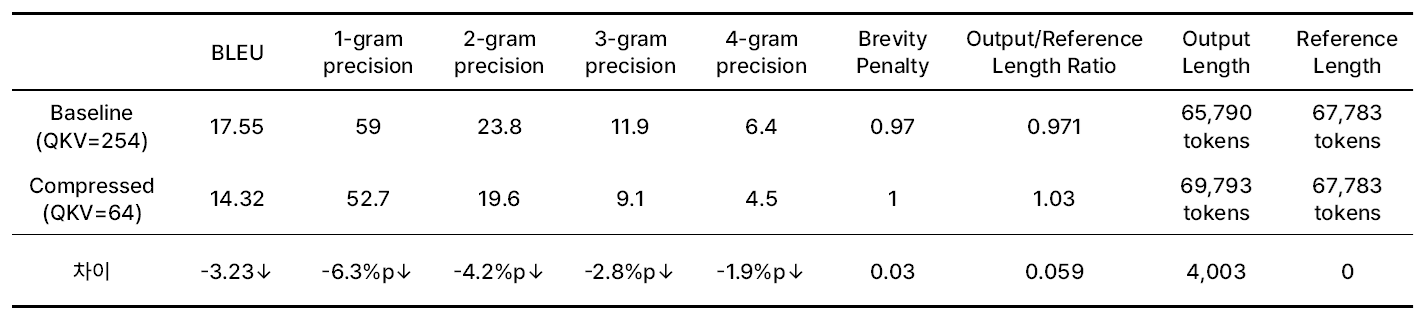 BLEU 1-gram precision 2-gram precision 3-gram precision 4-gram precision Brevity Penalty Output/Reference Length Ratio Output Length Reference Length
Baseline (QKV=254) 17.55 59 23.8 11.9 6.4 0.97 0.971 65,790 tokens 67,783 tokens
Compressed (QKV=64) 14.32 52.7 19.6 9.1 4.5 1 1.03 69,793 tokens 67,783 tokens
차이 -3.23↓ -6.3%p↓ -4.2%p↓ -2.8%p↓ -1.9%p↓ 0.03 0.059 4,003 0